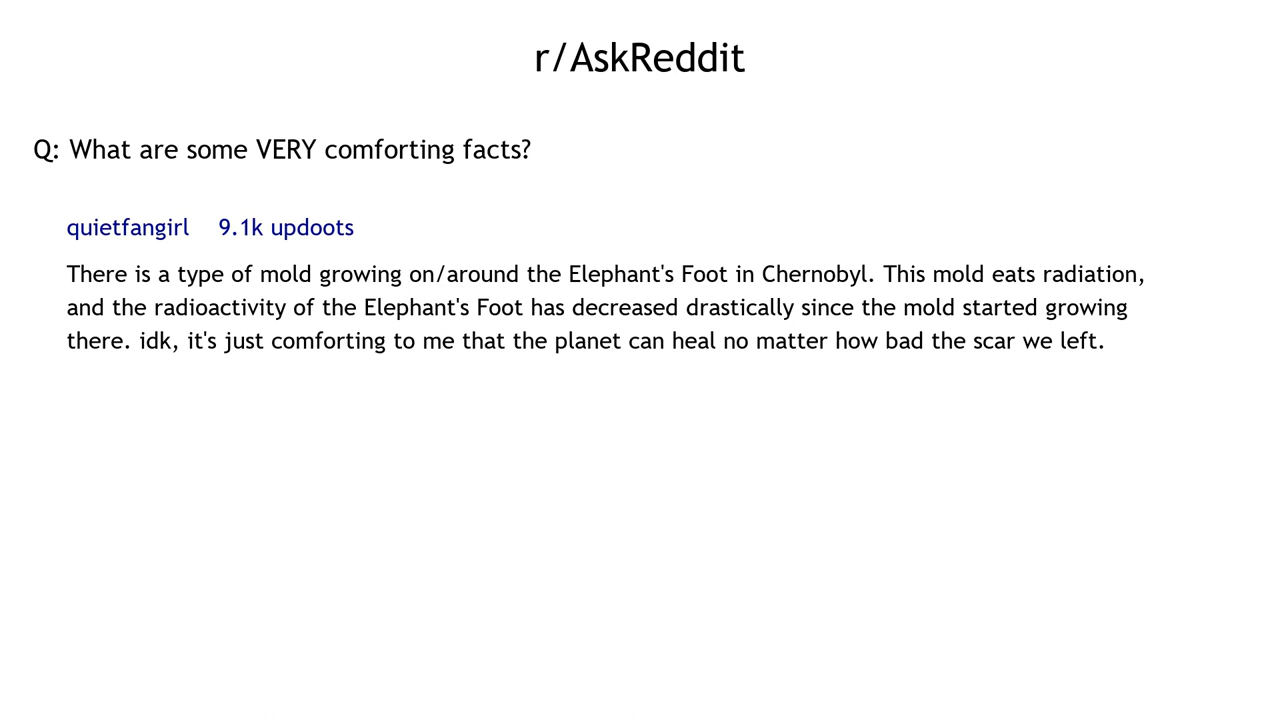 r/AskReddit
Q: What are some VERY comforting facts?
quietfangirl 9.1k updoots
There is a type of mold growing on/around the Elephant's Foot in Chernobyl. This mold eats radiation,
and the radioactivity of the Elephant's Foot has decreased drastically since the mold started growing
there. idk, it's just comforting to me that the planet can heal no matter how bad the scar we left.